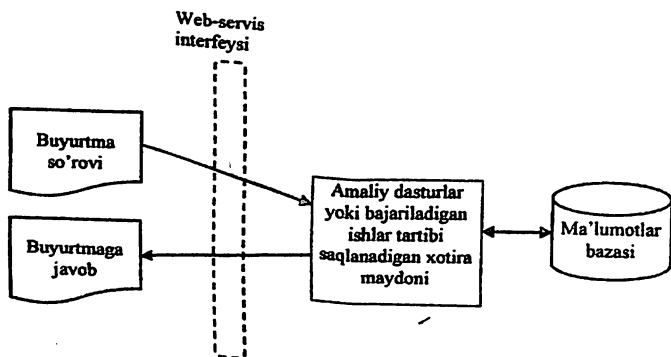 Web-servis
interfeysi
Buyurtma
so'rovi
Amaliy dasturlar
yoki bajariladigan
ishlar tartibi
saqlanadigan xotira
maydoni
Ma'lumotlar
bazasi
Buyurtmaga
javob